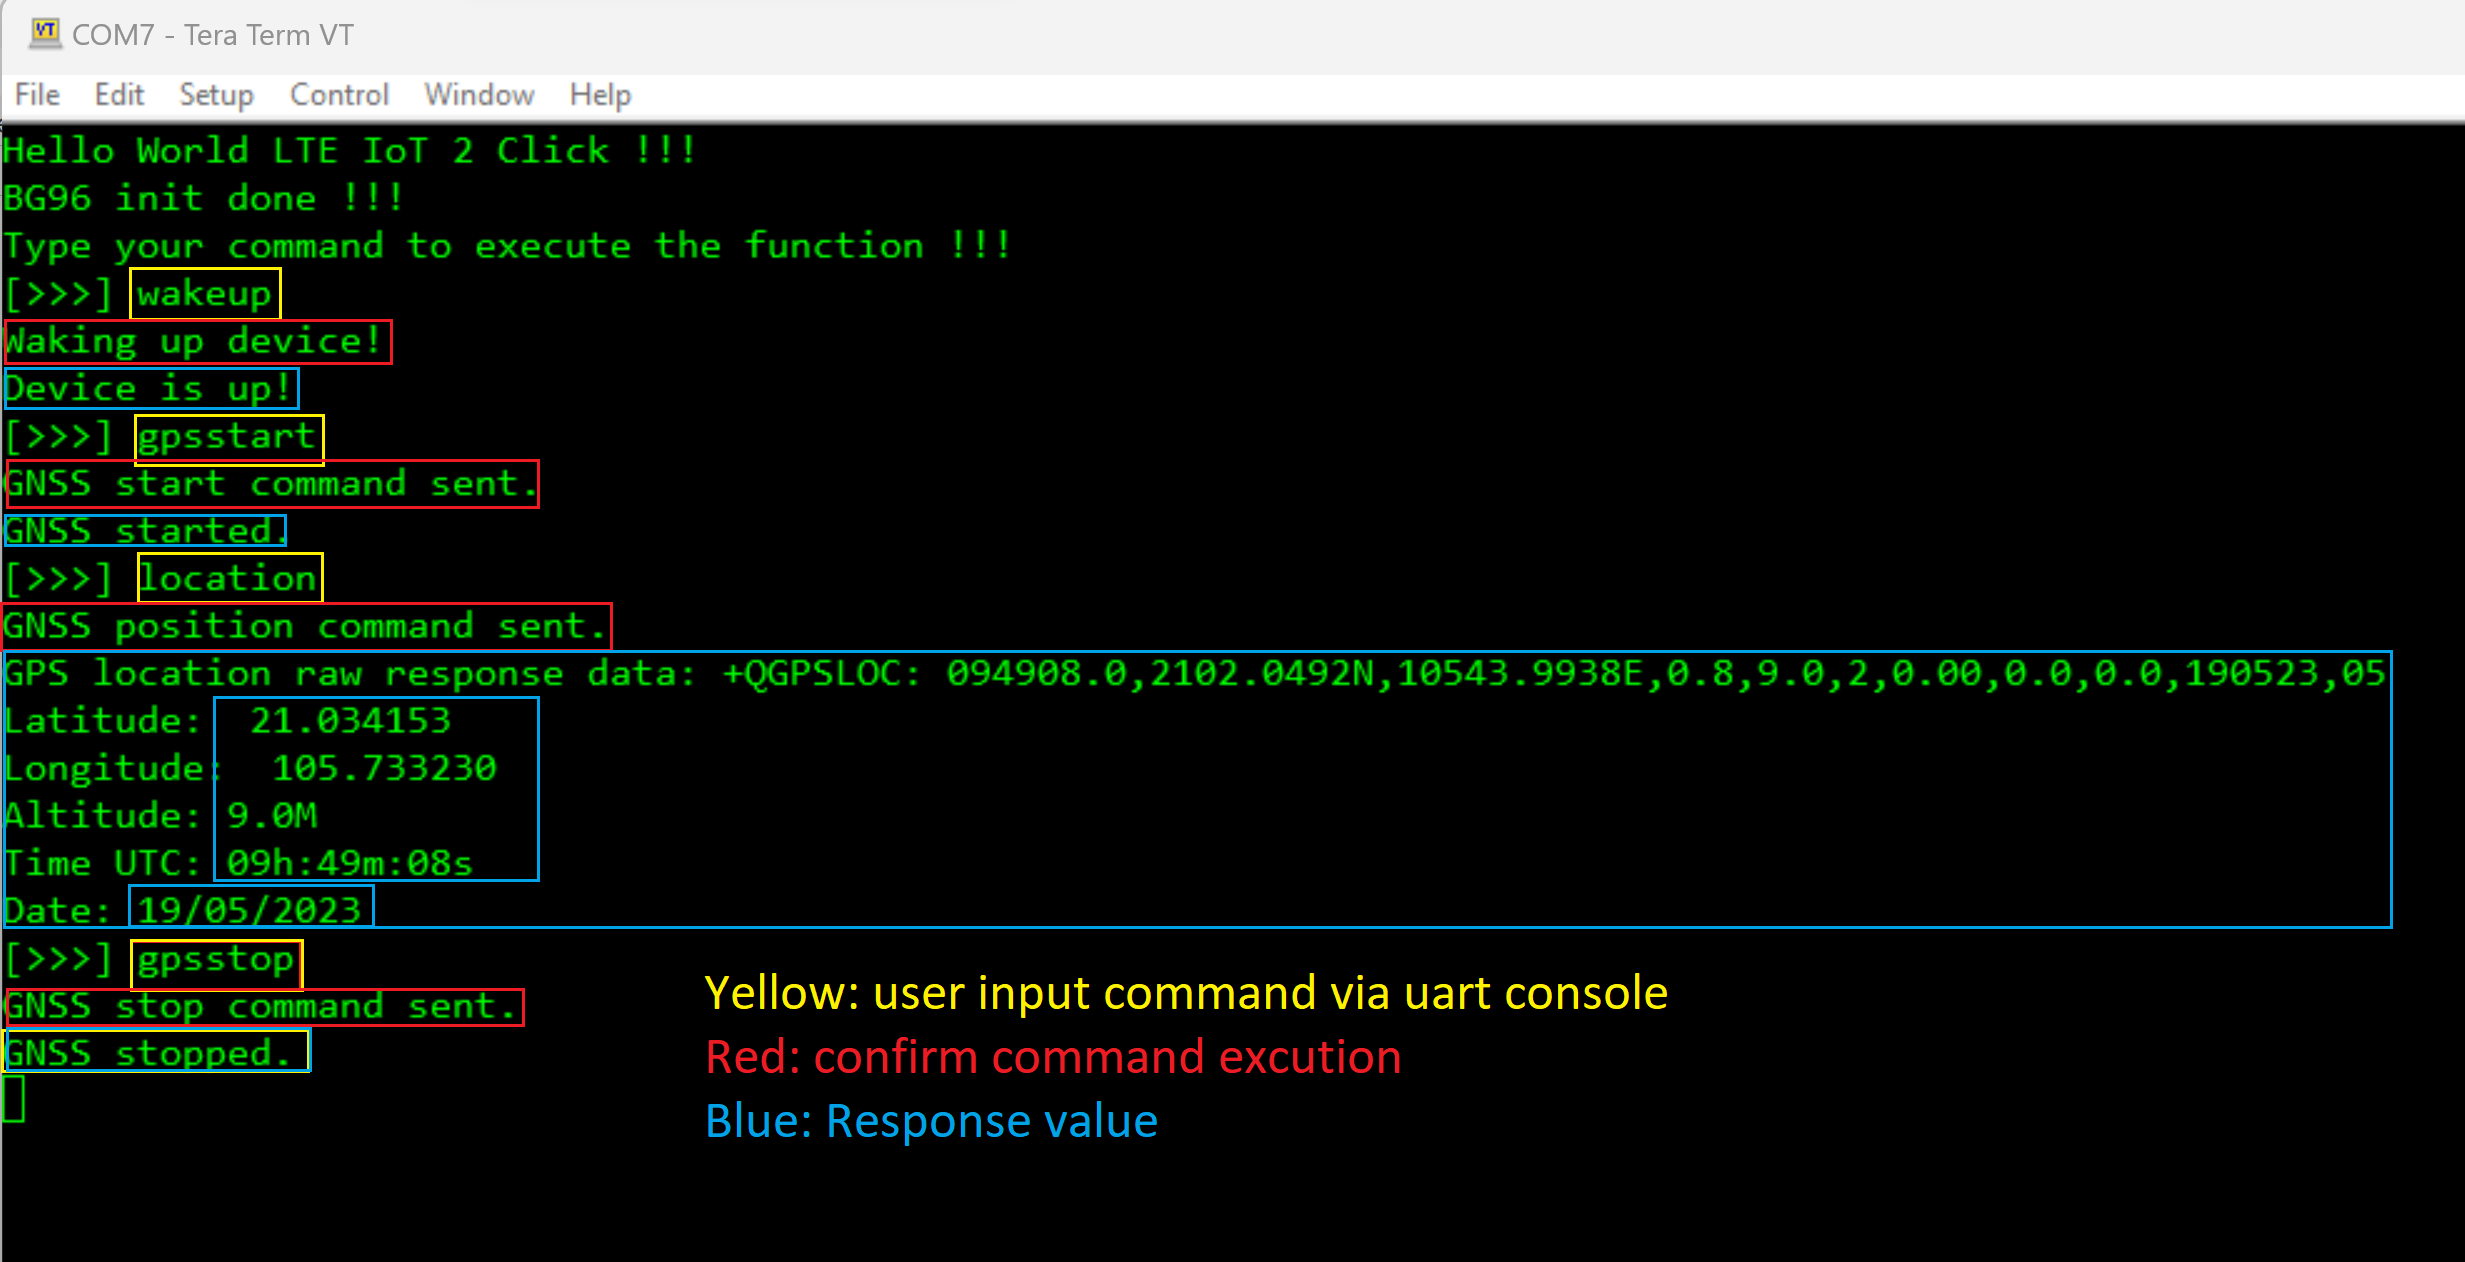 COM7 - Tera Term VT
File Edit Setup Control Window Help
Hello World LTE IoT 2 Click !!!
BG96 init done !!!
Type your command to execute the function !!!
[>>>] wakeup
Waking up device!
Device is up!
[>>>] gpsstart
GNSS start command sent.
GNSS started.
[>>>] location
GNSS position command sent.
GPS location raw response data: +QGPSLOC: 094908.0,2102.0492N,10543.9938E,0.8,9.0,2,0.00,0.0,0.0,190523,05
Latitude: 21.034153
Longitude: 105.733230
Altitude: 9.0M
Time UTC: 09h:49m:08s
Date: 19/05/2023
[>>>] gpsstop
GNSS stop command sent.
GNSS stopped.
Yellow: user input command via uart console
Red: confirm command excution
Blue: Response value